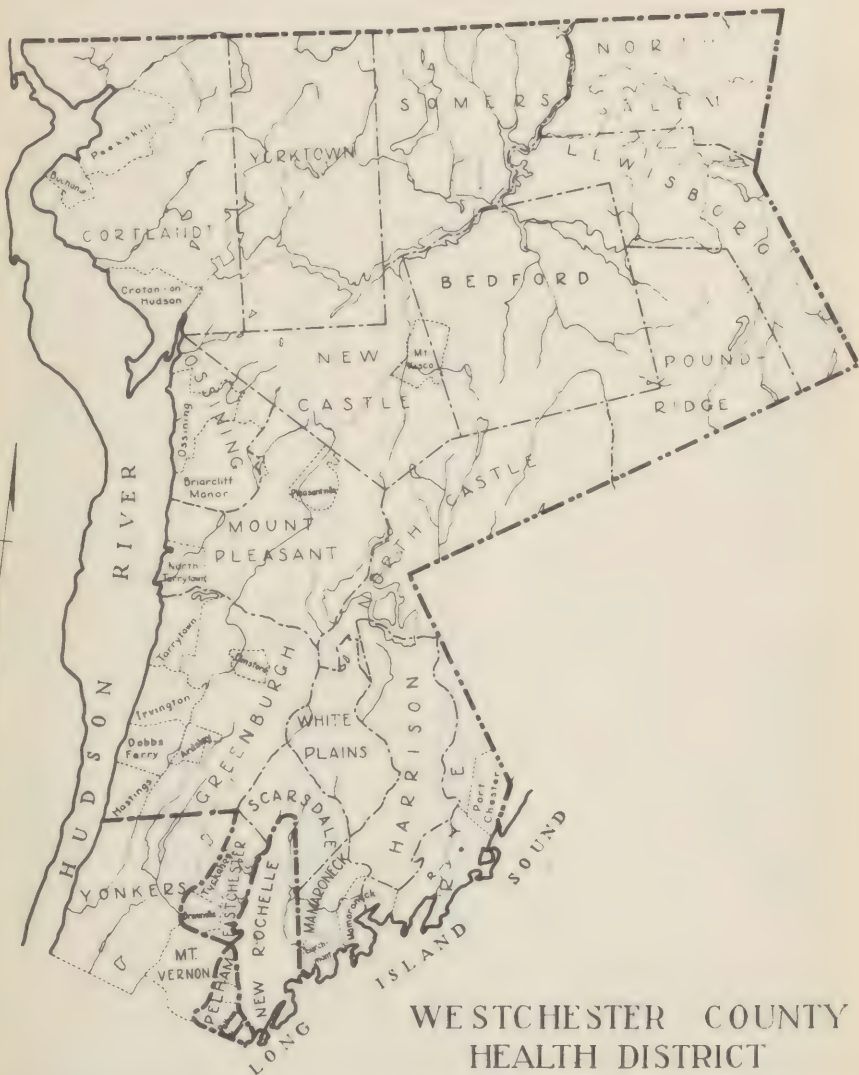 NOR
SALEM
SOMERS
YORKTOWN
Peekskill
Buchanan
CORTLANDT
LEWISBORO
Croton-on
Hudson
BEDFORD
NEW
CASTLE
Mt
Kisco
POUND-
RIDGE
OSSINING
Ossining
Briarcliff
Manor
Pleasantville
NORTH CASTLE
MOUNT
PLEASANT
North
Tarrytown
HUDSON RIVER
Tarrytown
Elmsford
Irvington
Dobbs
Ferry
Ardsley
Hastings
GREENBURGH
WHITE
PLAINS
HARRISON
RYE
Port
Chester
SCARSDALE
YONKERS
Tuckahoe
EASTCHESTER
Bronxville
NEW ROCHELLE
MAMARONECK
Mamaroneck
RYE
MT.
VERNON
PELHAM
LONG ISLAND SOUND
WESTCHESTER COUNTY
HEALTH DISTRICT